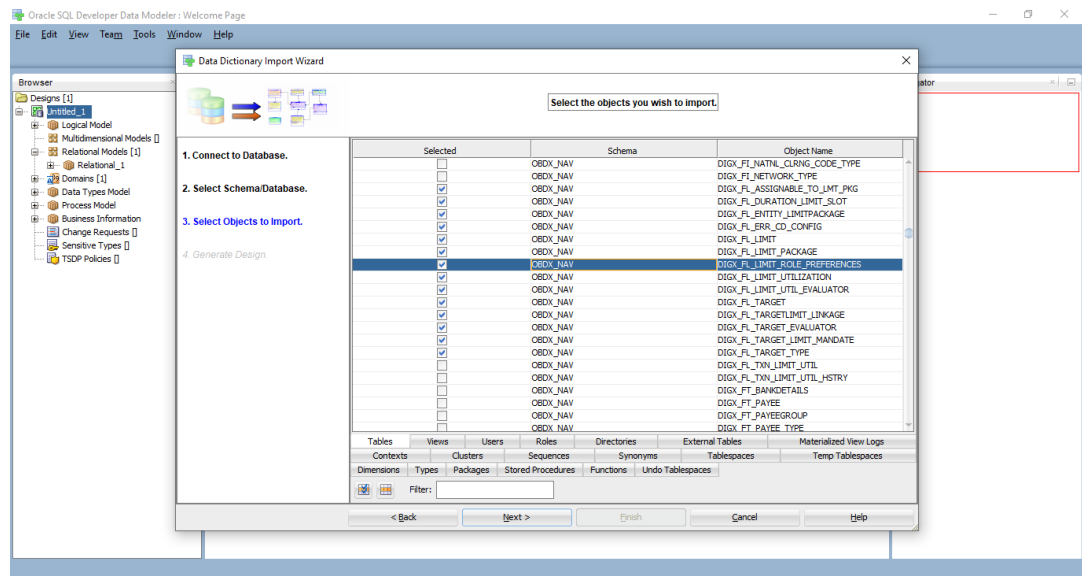 Oracle SQL Developer Data Modeler : Welcome Page
File Edit View Team Tools Window Help
Data Dictionary Import Wizard
Browser
ator
Designs [1]
Untitled_1
Logical Model
Multidimensional Models []
Relational Models [1]
Relational_1
Domains [1]
Data Types Model
Process Model
Business Information
Change Requests []
Sensitive Types []
TSDP Policies []
Select the objects you wish to import.
1. Connect to Database.
2. Select Schema/Database.
3. Select Objects to Import.
4 Generate Design
Selected Schema Object Name
OBDX_NAV DIGX_FI_NATNL_CLRNG_CODE_TYPE
OBDX_NAV DIGX_FI_NETWORK_TYPE
OBDX_NAV DIGX_FL_ASSIGNABLE_TO_LMT_PKG
OBDX_NAV DIGX_FL_DURATION_LIMIT_SLOT
OBDX_NAV DIGX_FL_ENTITY_LIMITPACKAGE
OBDX_NAV DIGX_FL_ERR_CD_CONFIG
OBDX_NAV DIGX_FL_LIMIT
OBDX_NAV DIGX_FL_LIMIT_PACKAGE
OBDX_NAV DIGX_FL_LIMIT_ROLE_PREFERENCES
OBDX_NAV DIGX_FL_LIMIT_UTILIZATION
OBDX_NAV DIGX_FL_LIMIT_UTIL_EVALUATOR
OBDX_NAV DIGX_FL_TARGET
OBDX_NAV DIGX_FL_TARGETLIMIT_LINKAGE
OBDX_NAV DIGX_FL_TARGET_EVALUATOR
OBDX_NAV DIGX_FL_TARGET_LIMIT_MANDATE
OBDX_NAV DIGX_FL_TARGET_TYPE
OBDX_NAV DIGX_FL_TXN_LIMIT_UTIL
OBDX_NAV DIGX_FL_TXN_LIMIT_UTIL_HSTRY
OBDX_NAV DIGX_FT_BANKDETAILS
OBDX_NAV DIGX_FT_PAYEE
OBDX_NAV DIGX_FT_PAYEEGROUP
OBDX_NAV DIGX_FT_PAYEE_TYPE
Tables Views Users Roles Directories External Tables Materialized View Logs
Contexts Clusters Sequences Synonyms Tablespaces Temp Tablespaces
Dimensions Types Packages Stored Procedures Functions Undo Tablespaces
Filter:
< Back Next > Finish Cancel Help